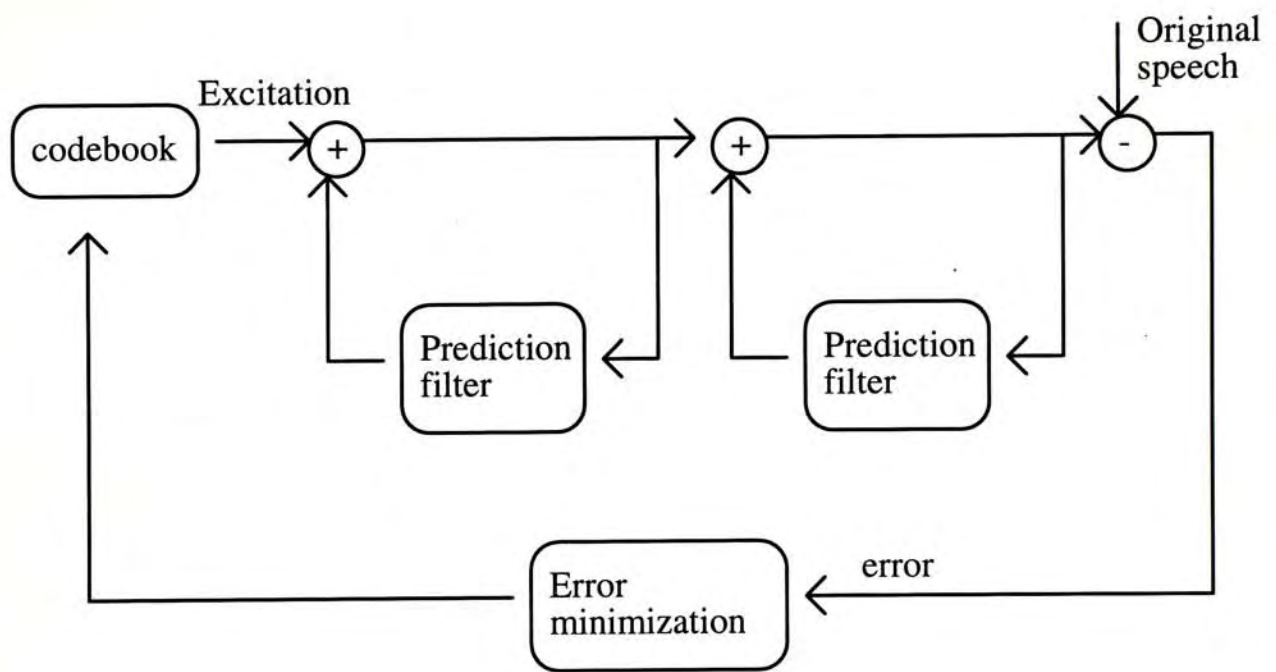 Original
speech
Excitation
codebook
+
+
-
Prediction
filter
Prediction
filter
error
Error
minimization